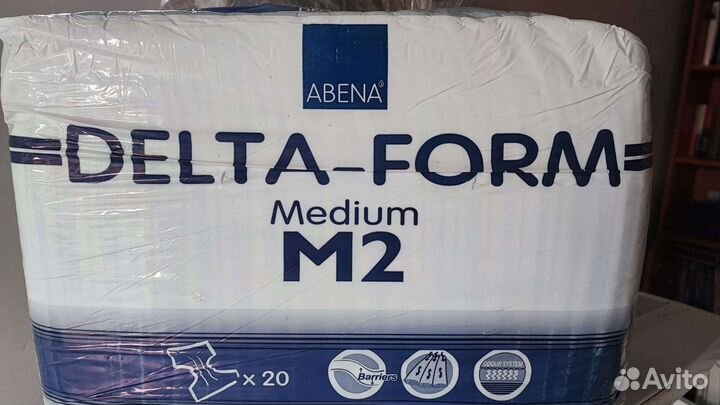 ABENA
DELTA-FORM
Medium
M2
x 20
Barriers
ODOUR SYSTEM
Avito